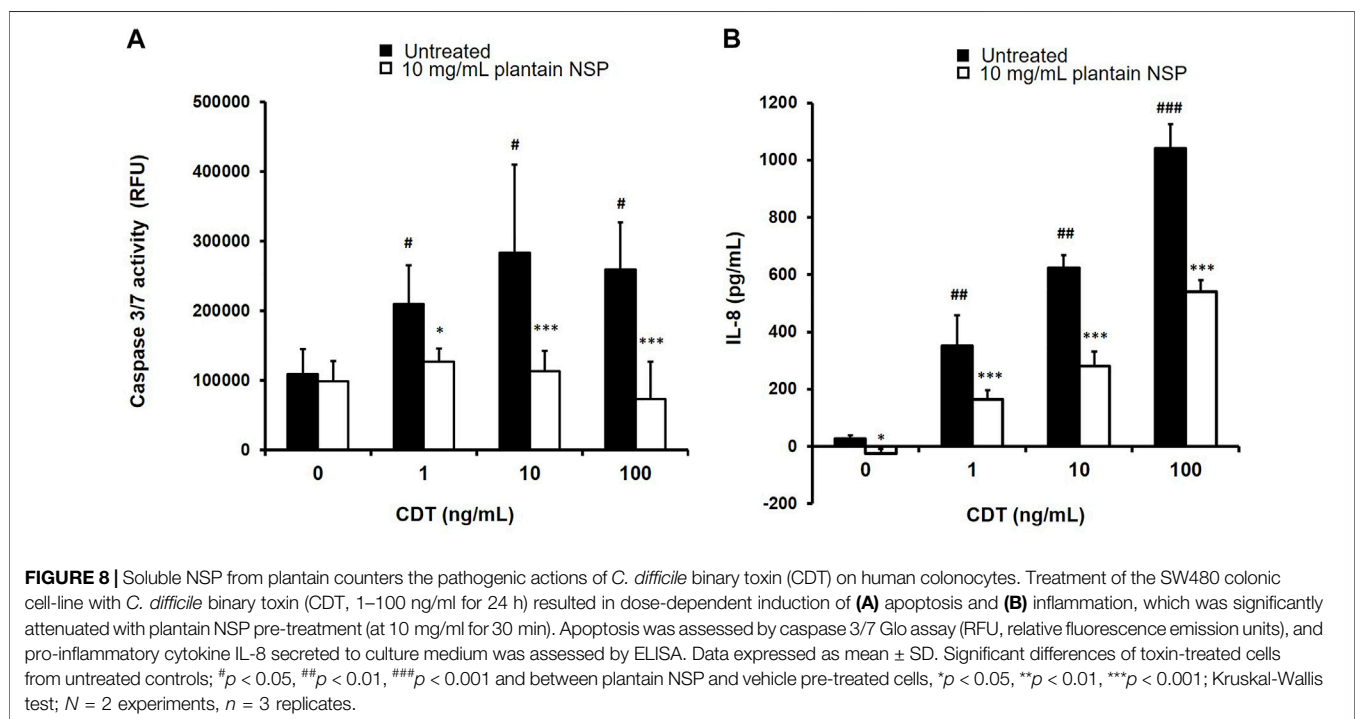 A
Untreated
10 mg/mL plantain NSP
Caspase 3/7 activity (RFU)
500000
400000
300000
200000
100000
0
#
#
#
*
***
***
0 1 10 100
CDT (ng/mL)
B
Untreated
10 mg/mL plantain NSP
IL-8 (pg/mL)
1200
1000
800
600
400
200
0
-200
###
##
##
***
***
***
*
0 1 10 100
CDT (ng/mL)
FIGURE 8 | Soluble NSP from plantain counters the pathogenic actions of C. difficile binary toxin (CDT) on human colonocytes. Treatment of the SW480 colonic
cell-line with C. difficile binary toxin (CDT, 1–100 ng/ml for 24 h) resulted in dose-dependent induction of (A) apoptosis and (B) inflammation, which was significantly
attenuated with plantain NSP pre-treatment (at 10 mg/ml for 30 min). Apoptosis was assessed by caspase 3/7 Glo assay (RFU, relative fluorescence emission units), and
pro-inflammatory cytokine IL-8 secreted to culture medium was assessed by ELISA. Data expressed as mean ± SD. Significant differences of toxin-treated cells
from untreated controls; #p < 0.05, ##p < 0.01, ###p < 0.001 and between plantain NSP and vehicle pre-treated cells, *p < 0.05, **p < 0.01, ***p < 0.001; Kruskal-Wallis
test; N = 2 experiments, n = 3 replicates.